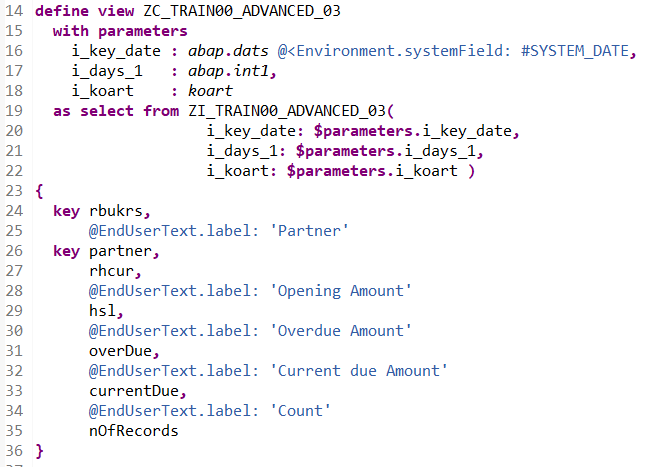 14 define view ZC_TRAIN00_ADVANCED_03
15   with parameters
16     i_key_date : abap.dats @<Environment.systemField: #SYSTEM_DATE,
17     i_days_1   : abap.int1,
18     i_koart    : koart
19   as select from ZI_TRAIN00_ADVANCED_03(
20                    i_key_date: $parameters.i_key_date,
21                    i_days_1: $parameters.i_days_1,
22                    i_koart: $parameters.i_koart )
23 {
24   key rbukrs,
25       @EndUserText.label: 'Partner'
26   key partner,
27       rhcur,
28       @EndUserText.label: 'Opening Amount'
29       hsl,
30       @EndUserText.label: 'Overdue Amount'
31       overDue,
32       @EndUserText.label: 'Current due Amount'
33       currentDue,
34       @EndUserText.label: 'Count'
35       nOfRecords
36 }